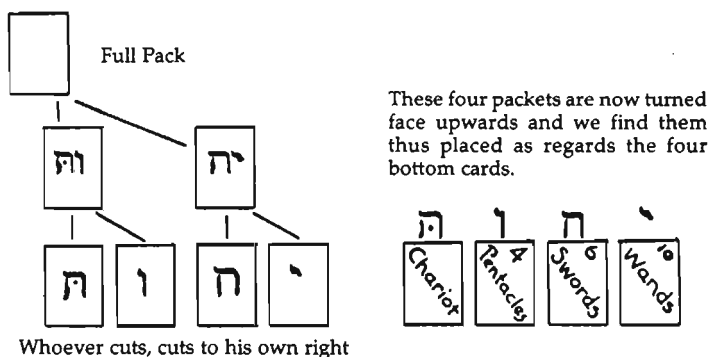 Full Pack
והּ
יה
הּ
ו
ה
י
Whoever cuts, cuts to his own right
These four packets are now turned
face upwards and we find them
thus placed as regards the four
bottom cards.
הּ
ו
ה
י
Chariot
4
Pentacles
6
Swords
10
Wands